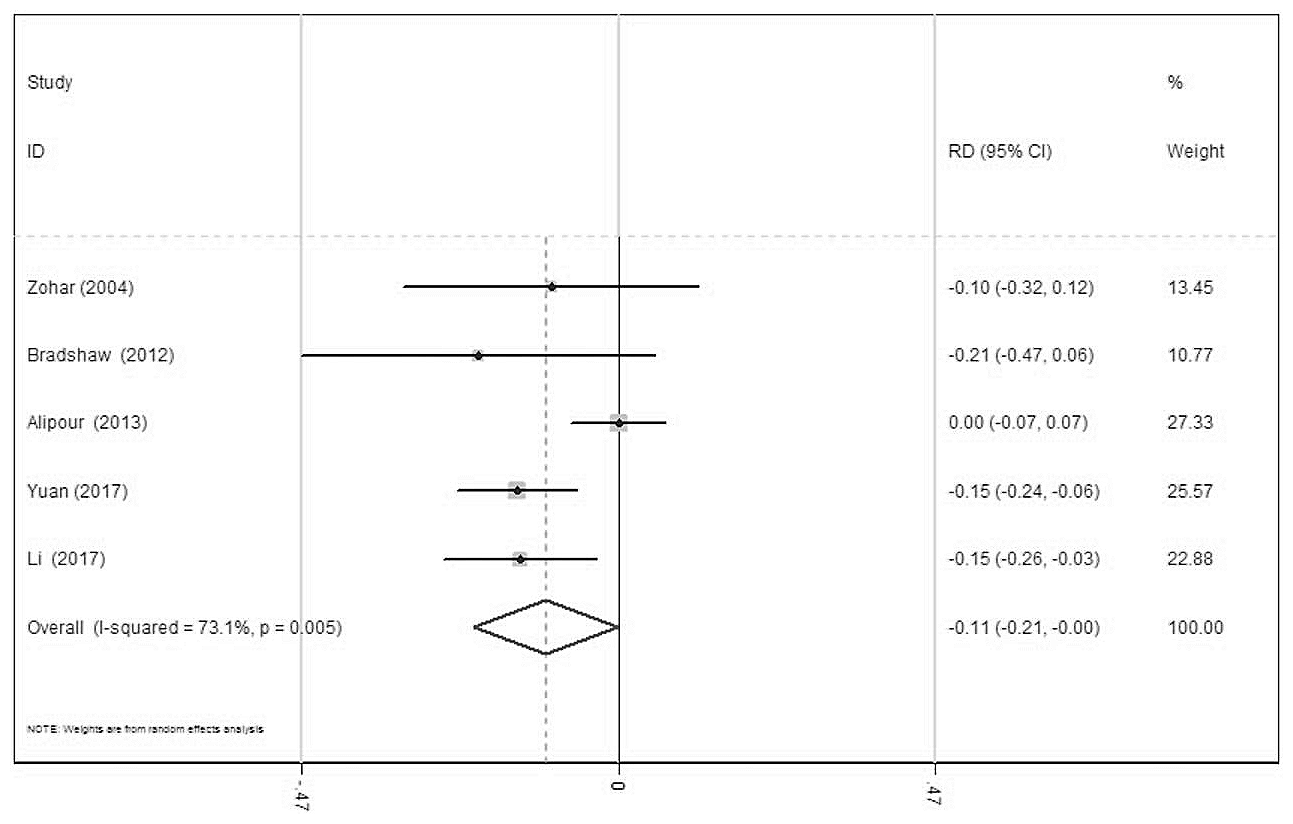 Study %
ID RD (95% CI) Weight
Zohar (2004) -0.10 (-0.32, 0.12) 13.45
Bradshaw (2012) -0.21 (-0.47, 0.06) 10.77
Alipour (2013) 0.00 (-0.07, 0.07) 27.33
Yuan (2017) -0.15 (-0.24, -0.06) 25.57
Li (2017) -0.15 (-0.26, -0.03) 22.88
Overall (I-squared = 73.1%, p = 0.005) -0.11 (-0.21, -0.00) 100.00
NOTE: Weights are from random effects analysis
-.47 0 .47